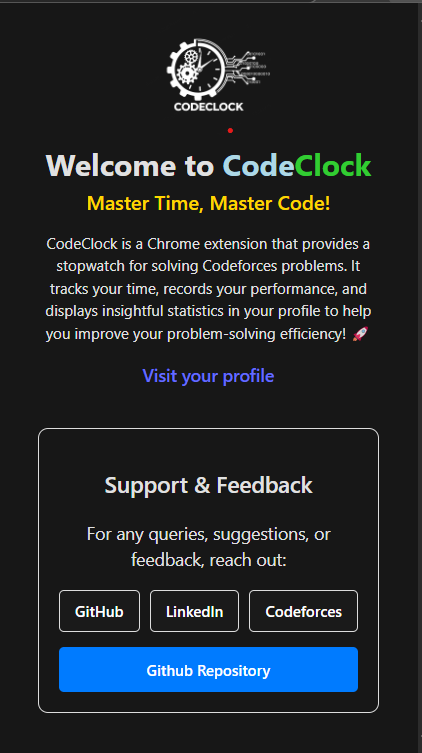 CODECLOCK
Welcome to CodeClock
Master Time, Master Code!
CodeClock is a Chrome extension that provides a
stopwatch for solving Codeforces problems. It
tracks your time, records your performance, and
displays insightful statistics in your profile to help
you improve your problem-solving efficiency! 🚀
Visit your profile
Support & Feedback
For any queries, suggestions, or
feedback, reach out:
GitHub LinkedIn Codeforces
Github Repository